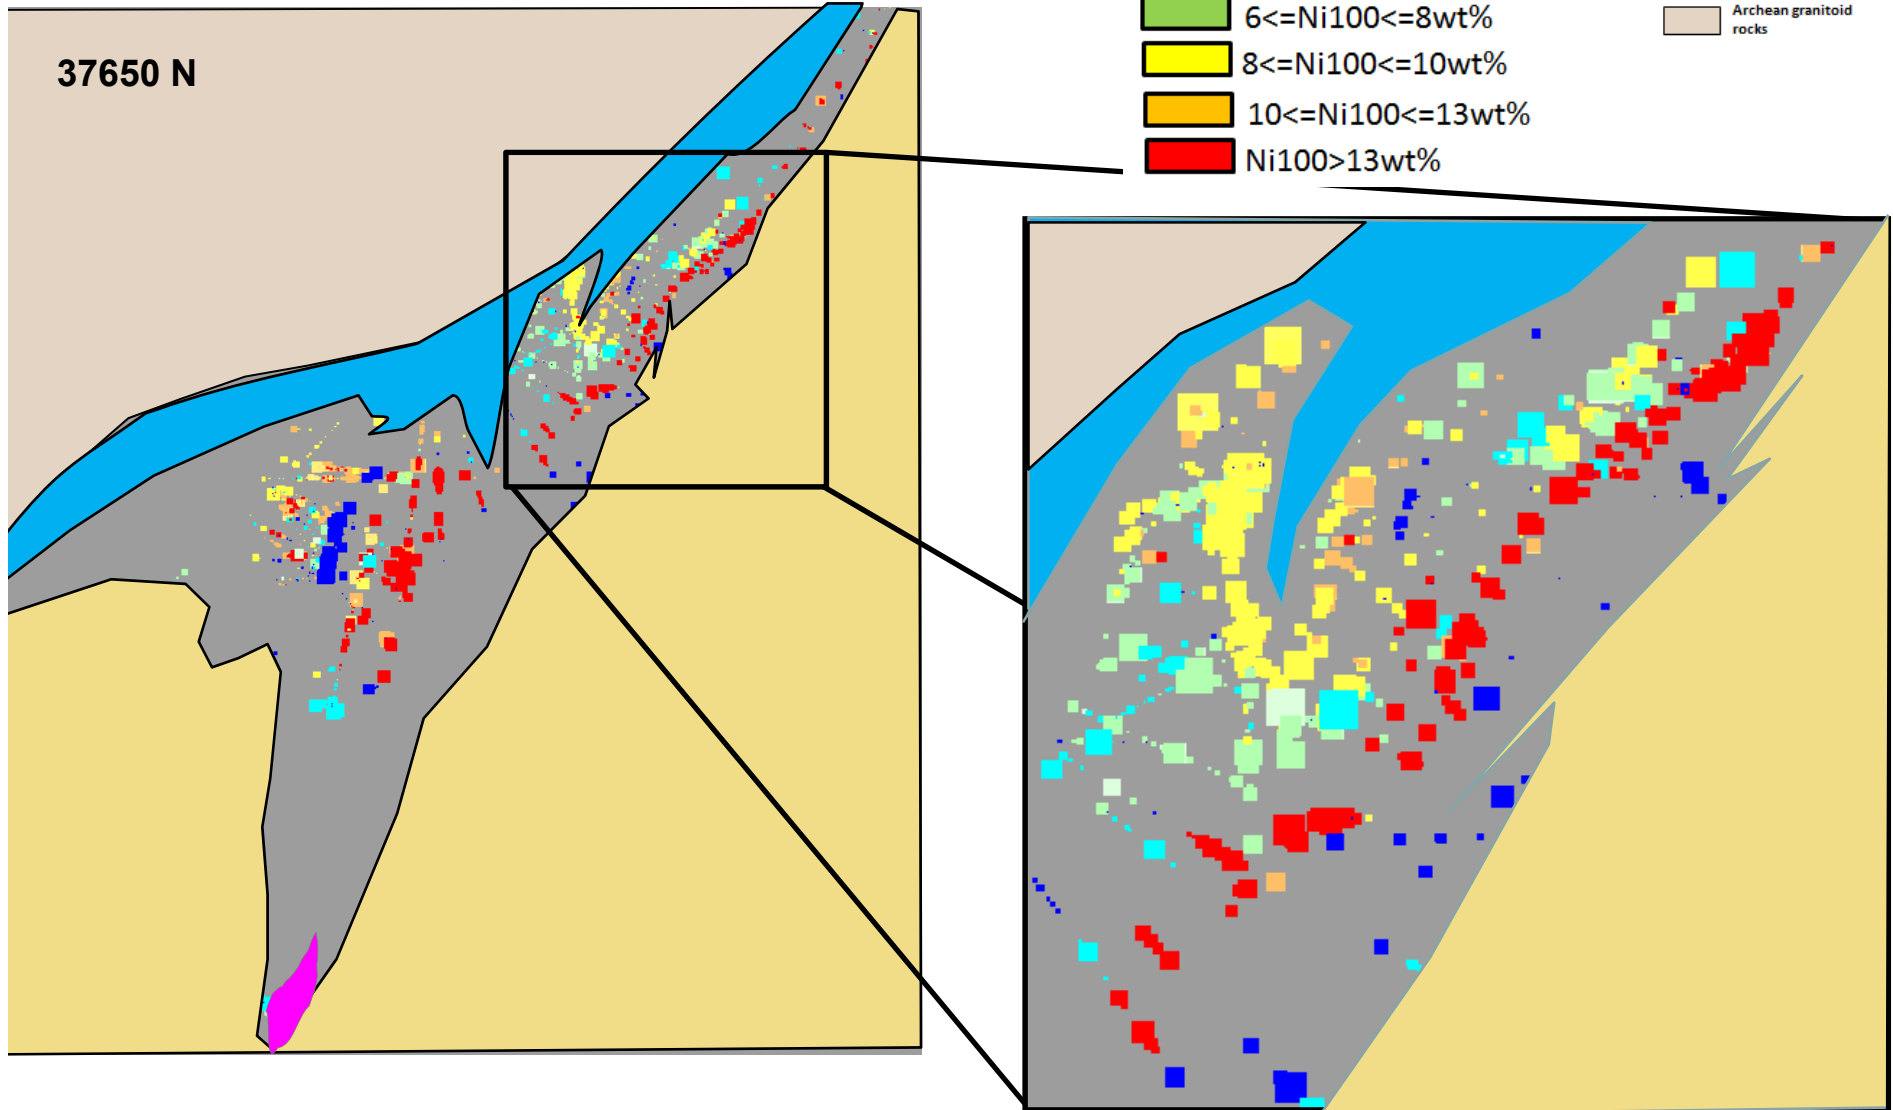 6<=Ni100<=8wt%
Archean granitoid
rocks
8<=Ni100<=10wt%
37650 N
10<=Ni100<=13wt%
Ni100>13wt%